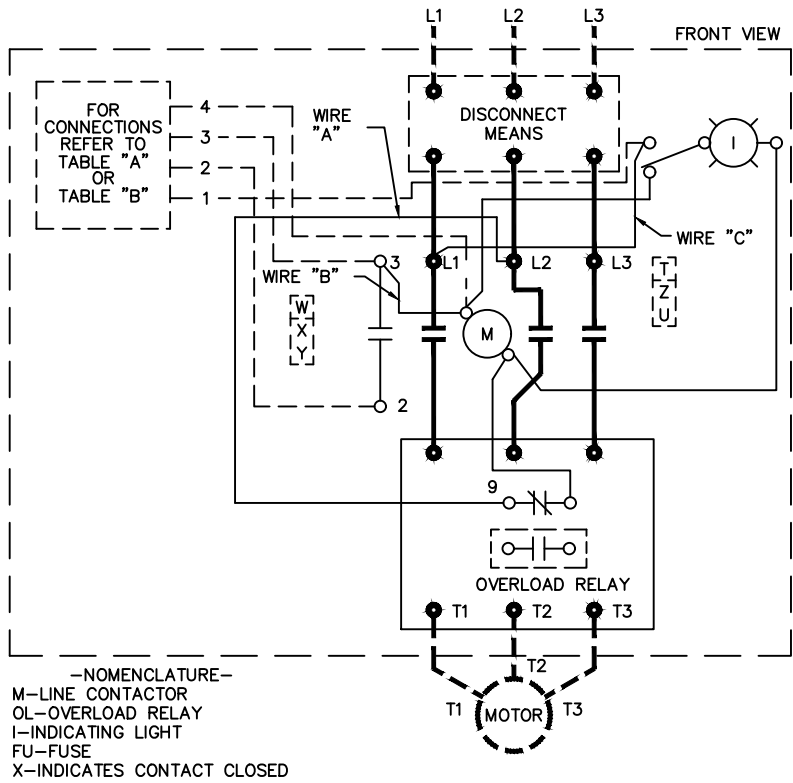 L1 L2 L3
FRONT VIEW
FOR
CONNECTIONS
REFER TO
TABLE "A"
OR
TABLE "B"
4
3
2
1
WIRE
"A"
DISCONNECT
MEANS
I
WIRE "C"
3
L1
L2
L3
WIRE "B"
T
Z
U
W
X
Y
M
2
9
OVERLOAD RELAY
T1
T2
T3
T2
T1
MOTOR
T3
-NOMENCLATURE-
M-LINE CONTACTOR
OL-OVERLOAD RELAY
I-INDICATING LIGHT
FU-FUSE
X-INDICATES CONTACT CLOSED